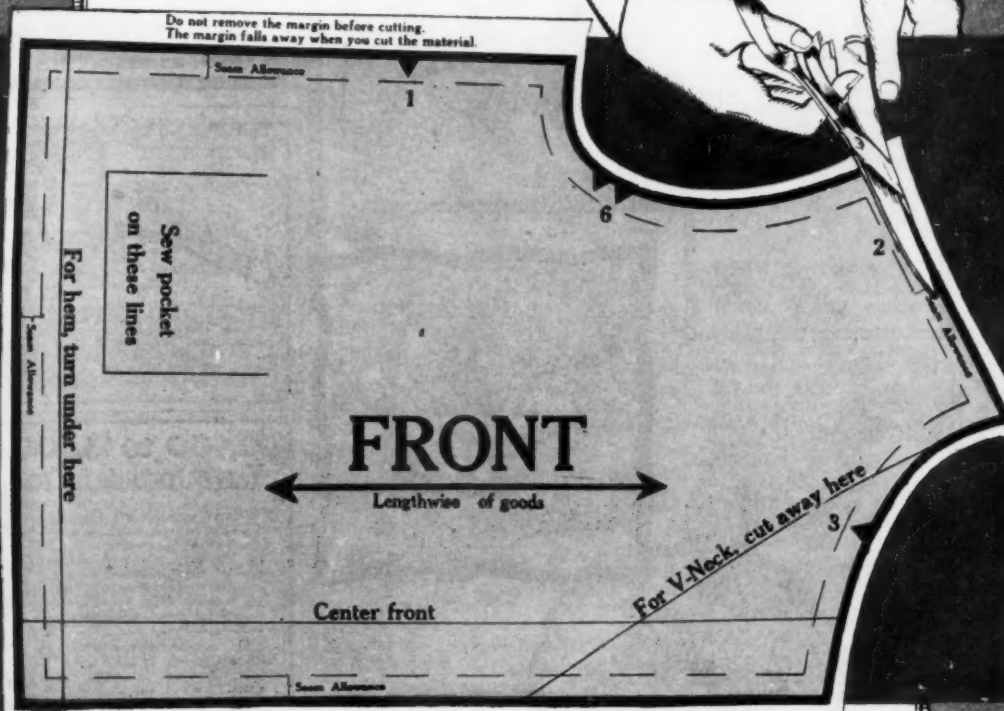 Do not remove the margin before cutting.
The margin falls away when you cut the material.
Seam Allowance
1
6
3
2
Seam Allowance
Sew pocket
on these lines
For hem, turn under here
Seam Allowance
FRONT
Lengthwise of goods
For V-Neck, cut away here
3
Center front
Seam Allowance